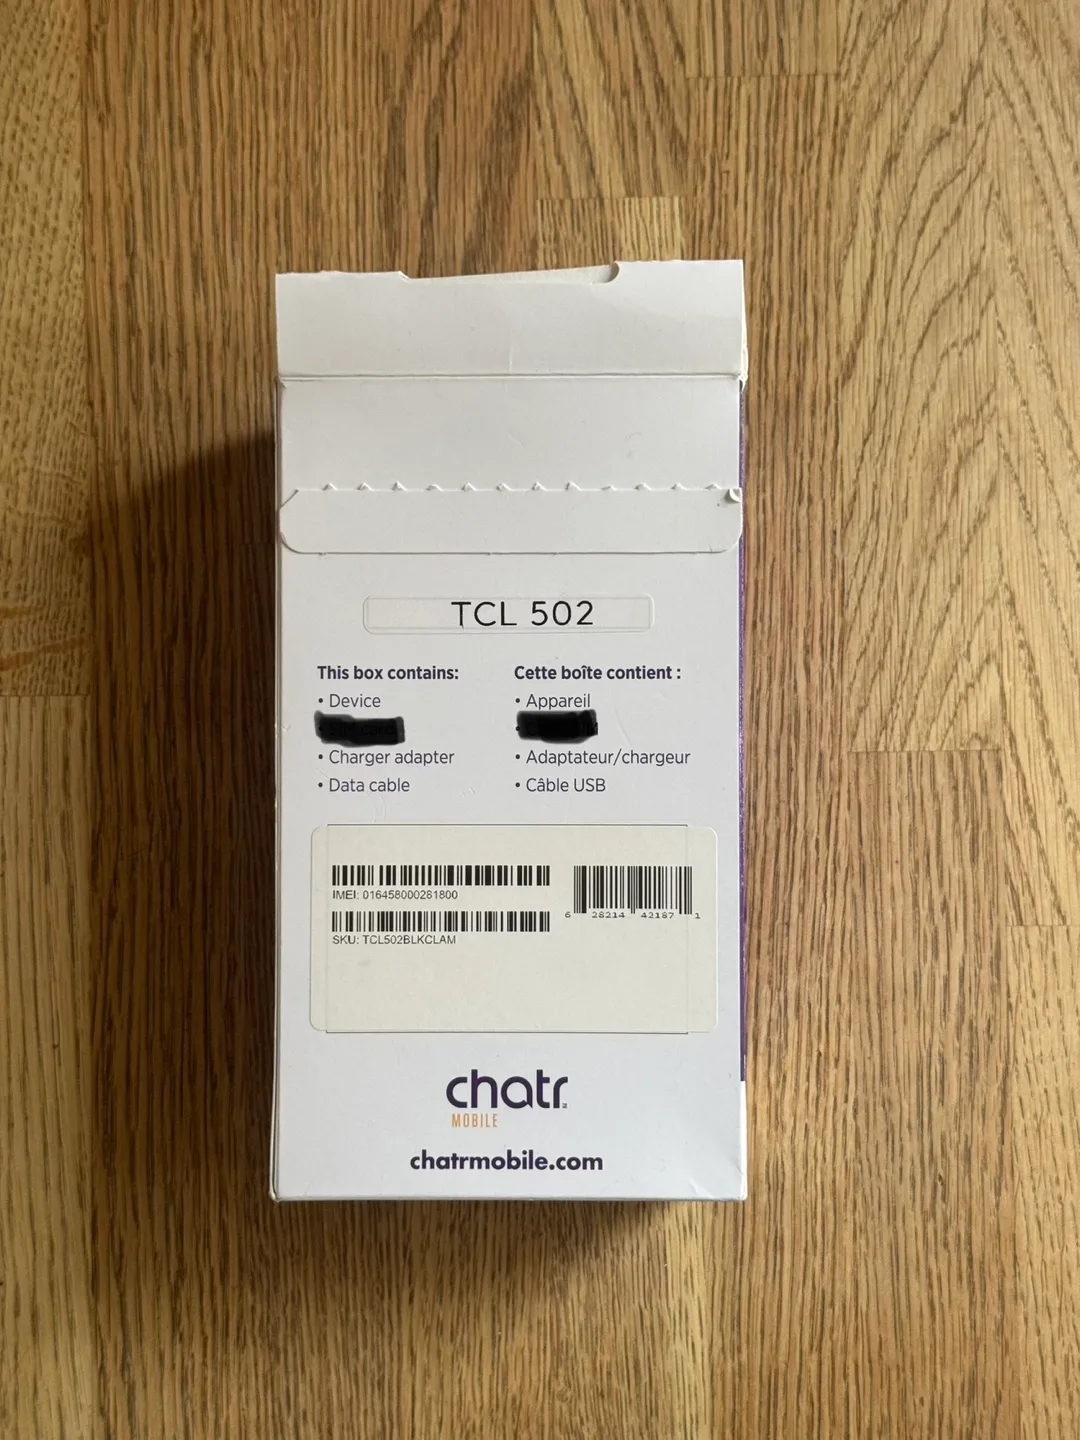 TCL 502
This box contains:
• Device
• Charger adapter
• Data cable
Cette boîte contient :
• Appareil
• Adaptateur/chargeur
• Câble USB
IMEI: 016458000281800
SKU: TCL502BLKCLAM
6 28214 42187 1
chatr
MOBILE
chatrmobile.com